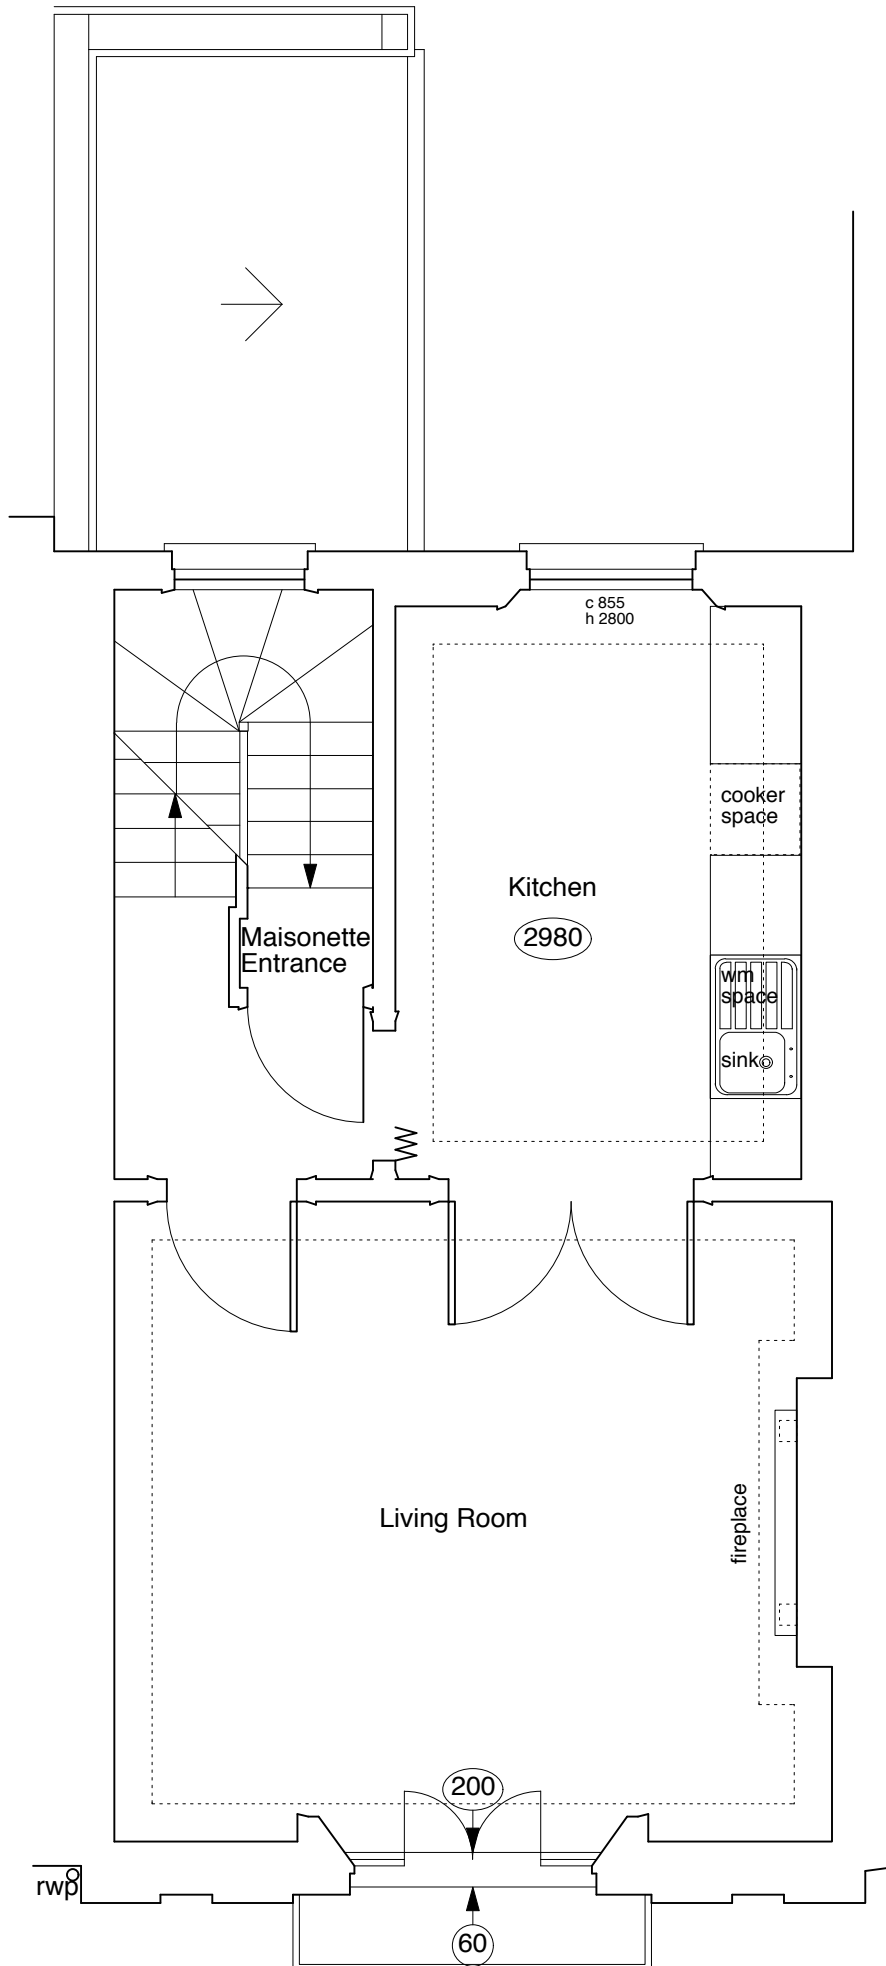 c 855
h 2800
cooker
space
Kitchen
2980
Maisonette
Entrance
wm
space
sink
Living Room
fireplace
200
rwp
60